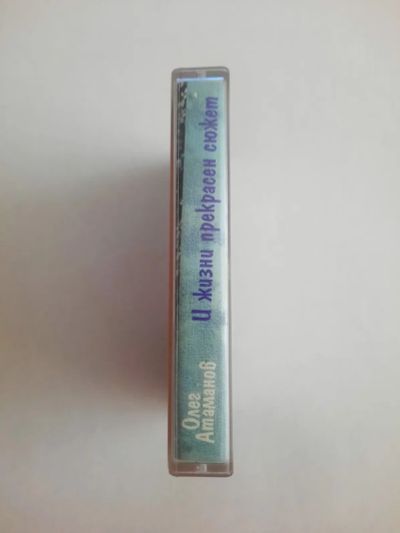 Олег
Атаманов
И жизни прекрасен сюжет